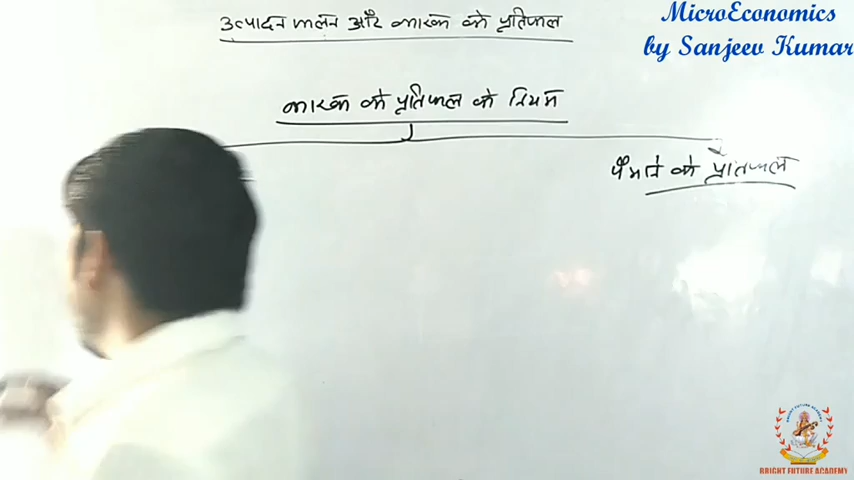 उत्पादन फलन और कारक के प्रतिफल
MicroEconomics
by Sanjeev Kumar
कारक के प्रतिफल के नियम
पैमाने के प्रतिफल
BRIGHT FUTURE ACADEMY